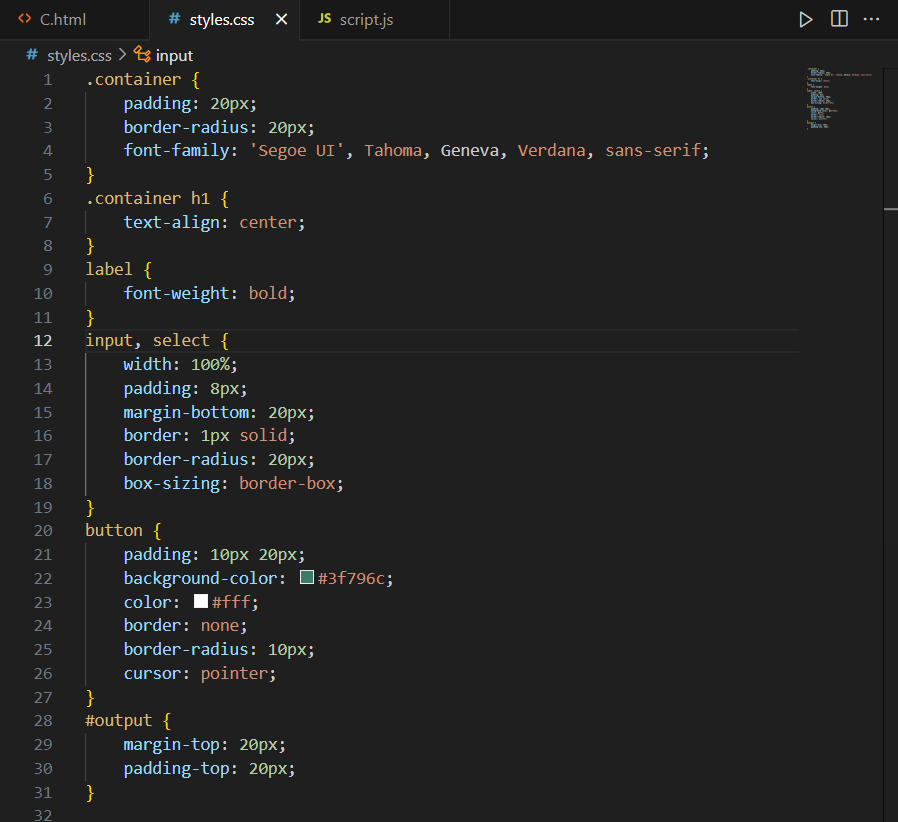 C.html
# styles.css ×
JS script.js
# styles.css > input
1 .container {
2     padding: 20px;
3     border-radius: 20px;
4     font-family: 'Segoe UI', Tahoma, Geneva, Verdana, sans-serif;
5 }
6 .container h1 {
7     text-align: center;
8 }
9 label {
10     font-weight: bold;
11 }
12 input, select {
13     width: 100%;
14     padding: 8px;
15     margin-bottom: 20px;
16     border: 1px solid;
17     border-radius: 20px;
18     box-sizing: border-box;
19 }
20 button {
21     padding: 10px 20px;
22     background-color: #3f796c;
23     color: #fff;
24     border: none;
25     border-radius: 10px;
26     cursor: pointer;
27 }
28 #output {
29     margin-top: 20px;
30     padding-top: 20px;
31 }
32